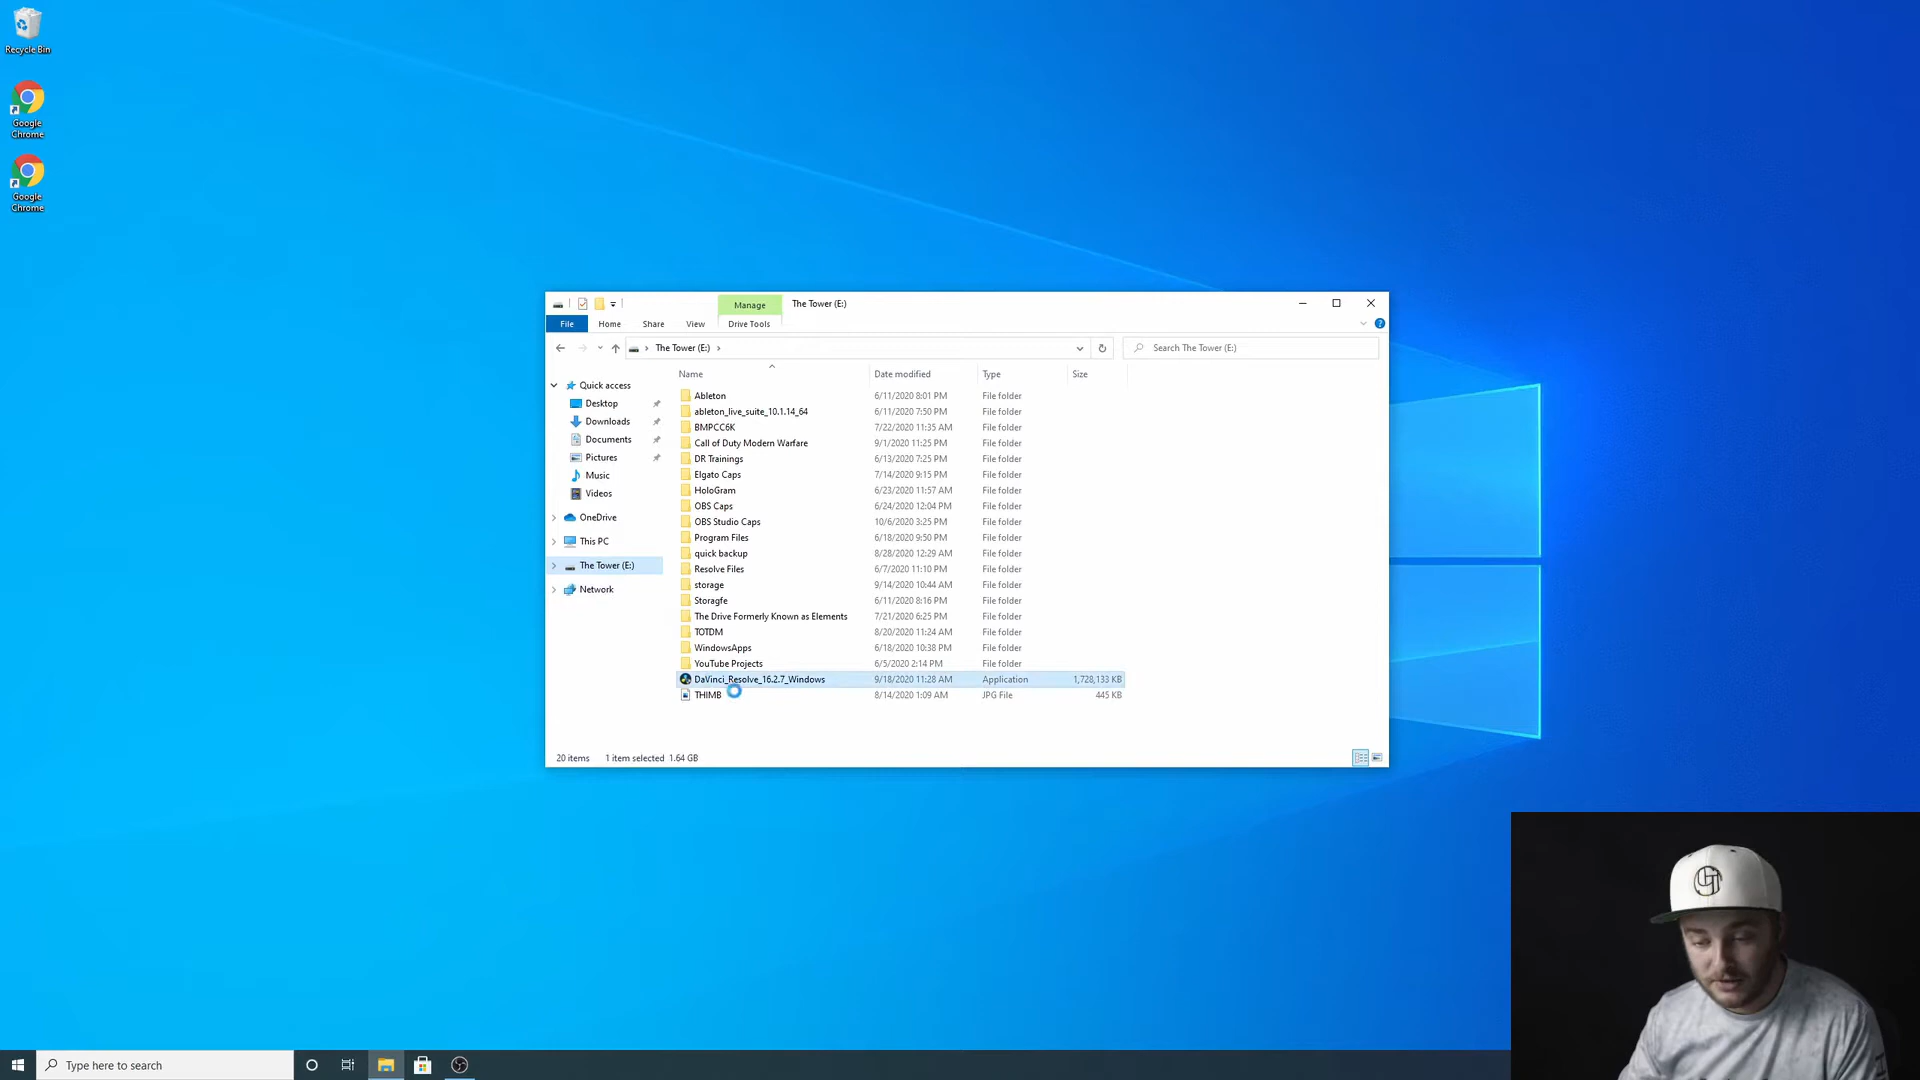 Recycle Bin
Google
Chrome
Google
Chrome
Manage
The Tower (E:)
File
Home
Share
View
Drive Tools
The Tower (E:)
Search The Tower (E:)
Name
Date modified
Type
Size
Quick access
Desktop
Downloads
Documents
Pictures
Music
Videos
OneDrive
This PC
The Tower (E:)
Network
Ableton 6/11/2020 8:01 PM File folder
ableton_live_suite_10.1.14_64 6/11/2020 7:50 PM File folder
BMPCC6K 7/22/2020 11:35 AM File folder
Call of Duty Modern Warfare 9/1/2020 11:25 PM File folder
DR Trainings 6/13/2020 7:25 PM File folder
Elgato Caps 7/14/2020 9:15 PM File folder
HoloGram 6/23/2020 11:57 AM File folder
OBS Caps 6/24/2020 12:04 PM File folder
OBS Studio Caps 10/6/2020 3:25 PM File folder
Program Files 6/18/2020 9:50 PM File folder
quick backup 8/28/2020 12:29 AM File folder
Resolve Files 6/7/2020 11:10 PM File folder
storage 9/14/2020 10:44 AM File folder
Storagfe 6/11/2020 8:16 PM File folder
The Drive Formerly Known as Elements 7/21/2020 6:25 PM File folder
TOTDM 8/20/2020 11:24 AM File folder
WindowsApps 6/18/2020 10:38 PM File folder
YouTube Projects 6/5/2020 2:14 PM File folder
DaVinci_Resolve_16.2.7_Windows 9/18/2020 11:28 AM Application 1,728,133 KB
THIMB 8/14/2020 1:09 AM JPG File 445 KB
20 items 1 item selected 1.64 GB
Type here to search